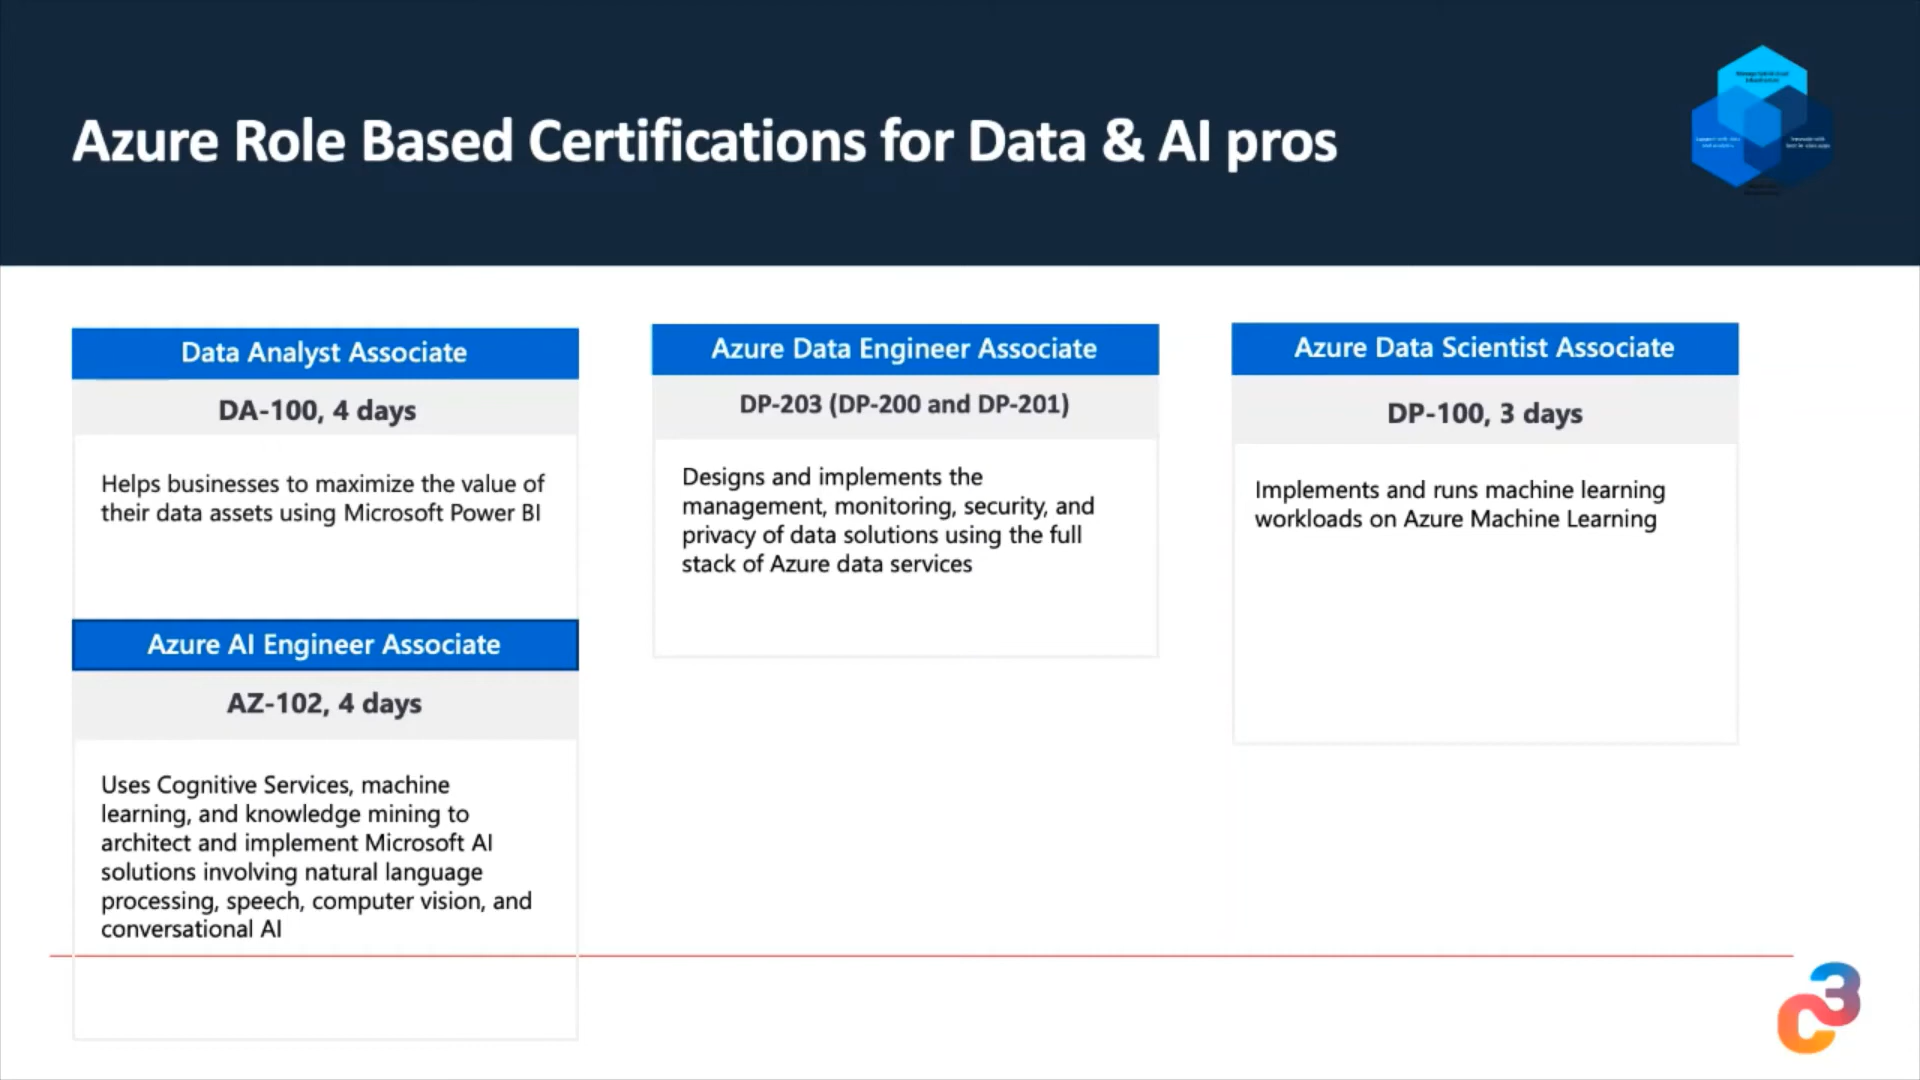 Azure Role Based Certifications for Data & AI pros
Data Analyst Associate
DA-100, 4 days
Helps businesses to maximize the value of
their data assets using Microsoft Power BI
Azure AI Engineer Associate
AZ-102, 4 days
Uses Cognitive Services, machine
learning, and knowledge mining to
architect and implement Microsoft AI
solutions involving natural language
processing, speech, computer vision, and
conversational AI
Azure Data Engineer Associate
DP-203 (DP-200 and DP-201)
Designs and implements the
management, monitoring, security, and
privacy of data solutions using the full
stack of Azure data services
Azure Data Scientist Associate
DP-100, 3 days
Implements and runs machine learning
workloads on Azure Machine Learning
c3